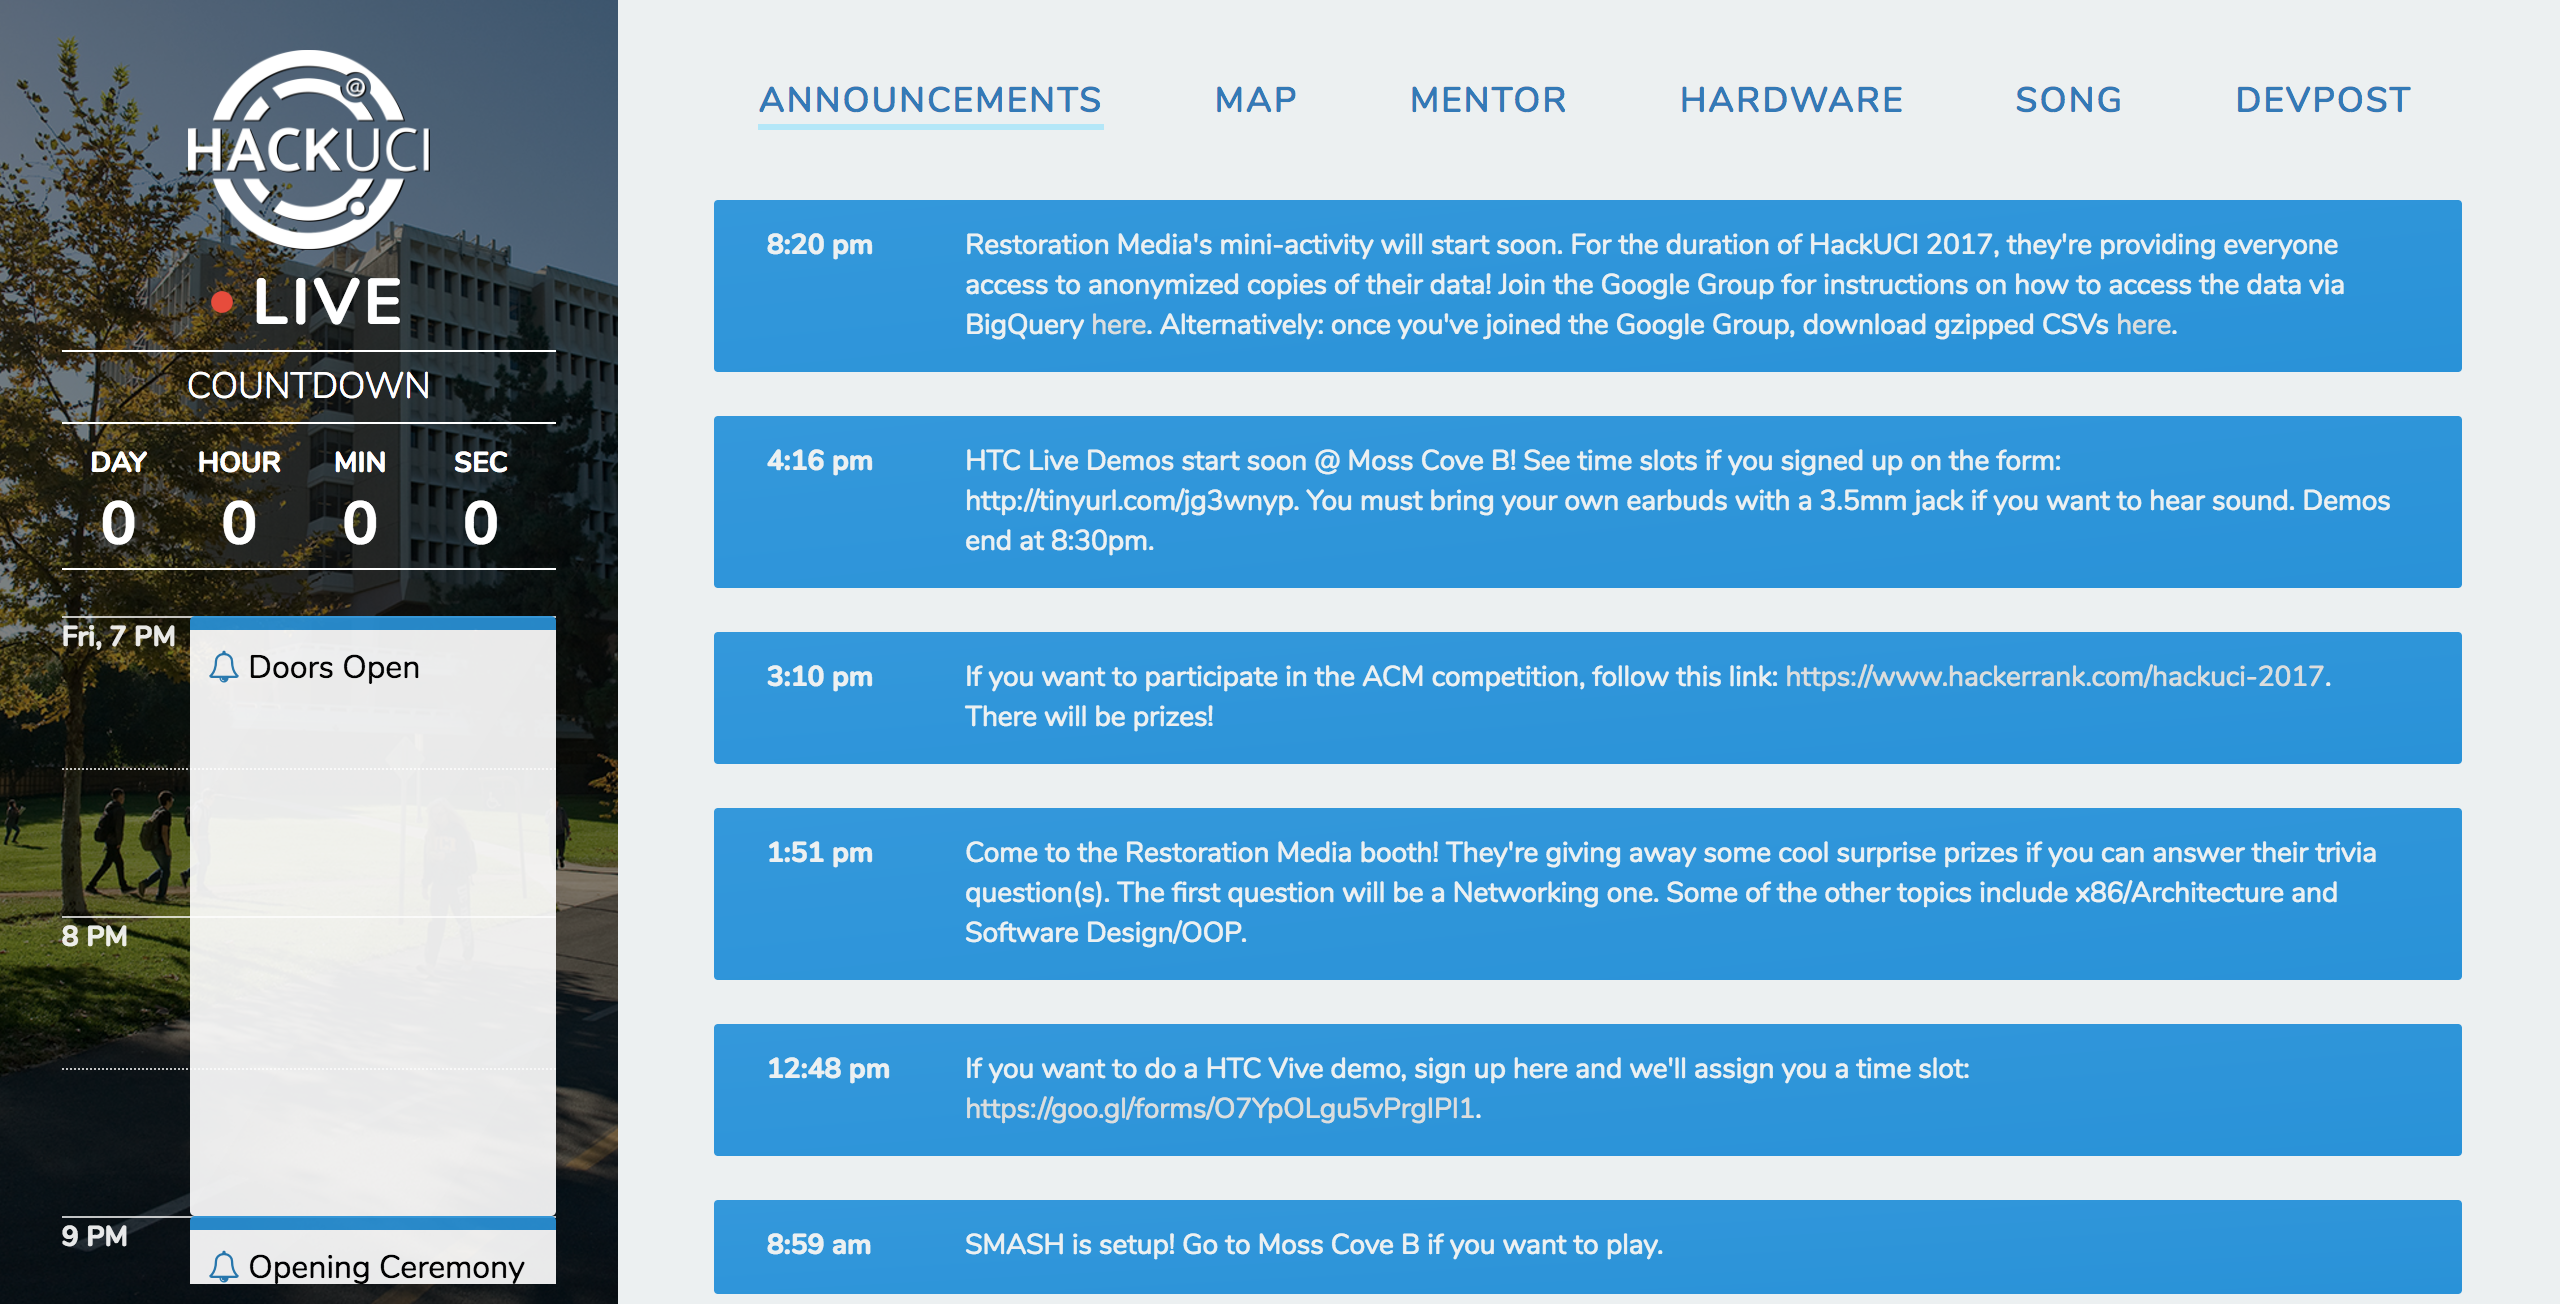 @
HACKUCI
LIVE
COUNTDOWN
DAY HOUR MIN SEC
0 0 0 0
Fri, 7 PM
Doors Open
8 PM
9 PM
Opening Ceremony
ANNOUNCEMENTS MAP MENTOR HARDWARE SONG DEVPOST
8:20 pm
Restoration Media's mini-activity will start soon. For the duration of HackUCI 2017, they're providing everyone
access to anonymized copies of their data! Join the Google Group for instructions on how to access the data via
BigQuery here. Alternatively: once you've joined the Google Group, download gzipped CSVs here.
4:16 pm
HTC Live Demos start soon @ Moss Cove B! See time slots if you signed up on the form:
http://tinyurl.com/jg3wnyp. You must bring your own earbuds with a 3.5mm jack if you want to hear sound. Demos
end at 8:30pm.
3:10 pm
If you want to participate in the ACM competition, follow this link: https://www.hackerrank.com/hackuci-2017.
There will be prizes!
1:51 pm
Come to the Restoration Media booth! They're giving away some cool surprise prizes if you can answer their trivia
question(s). The first question will be a Networking one. Some of the other topics include x86/Architecture and
Software Design/OOP.
12:48 pm
If you want to do a HTC Vive demo, sign up here and we'll assign you a time slot:
https://goo.gl/forms/O7YpOLgu5vPrgIPl1.
8:59 am
SMASH is setup! Go to Moss Cove B if you want to play.